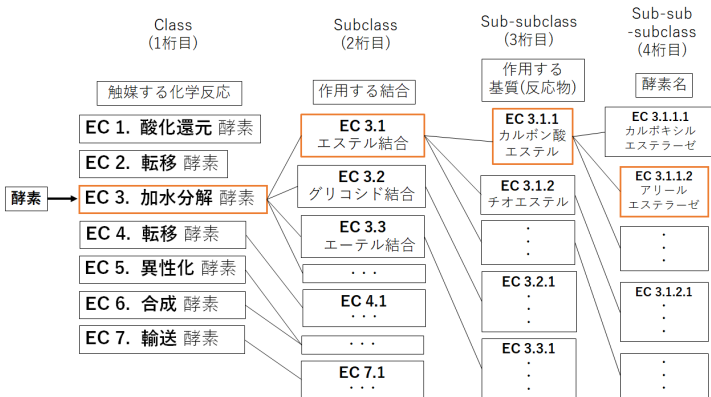 Class
(1桁目)
Subclass
(2桁目)
Sub-subclass
(3桁目)
Sub-sub
-subclass
(4桁目)
触媒する化学反応
作用する結合
作用する
基質(反応物)
酵素名
酵素
EC 1. 酸化還元 酵素
EC 2. 転移 酵素
EC 3. 加水分解 酵素
EC 4. 転移 酵素
EC 5. 異性化 酵素
EC 6. 合成 酵素
EC 7. 輸送 酵素
EC 3.1
エステル結合
EC 3.2
グリコシド結合
EC 3.3
エーテル結合
・・・
EC 4.1
・・・
・・・
EC 7.1
・・・
EC 3.1.1
カルボン酸
エステル
EC 3.1.2
チオエステル
・
・
・
EC 3.2.1
・
・
・
EC 3.3.1
・
・
・
EC 3.1.1.1
カルボキシル
エステラーゼ
EC 3.1.1.2
アリール
エステラーゼ
・
・
・
EC 3.1.2.1
・
・
・
・
・
・